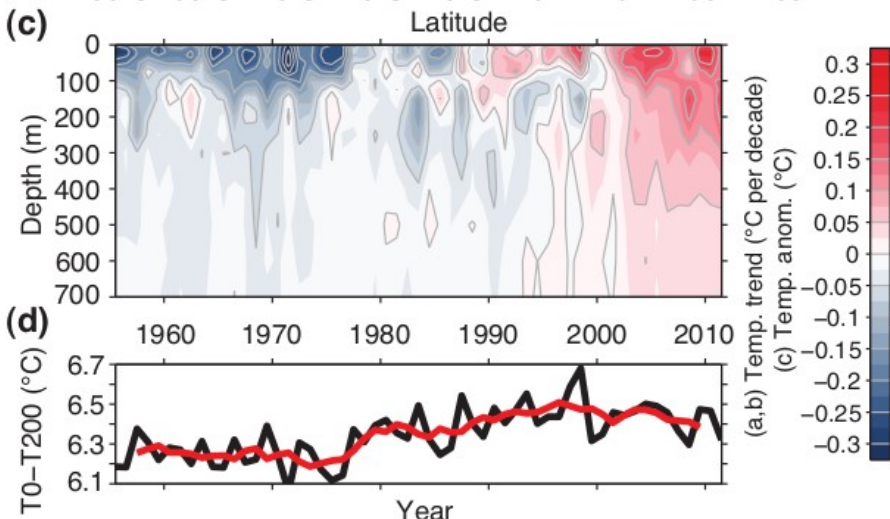 (c)
Latitude
0
100
200
300
400
500
600
700
Depth (m)
0.3
0.25
0.2
0.15
0.1
0.05
0
−0.05
−0.1
−0.15
−0.2
−0.25
−0.3
(a,b) Temp. trend (°C per decade)
(c) Temp. anom. (°C)
(d)
1960 1970 1980 1990 2000 2010
6.7
6.5
6.3
6.1
T0−T200 (°C)
Year